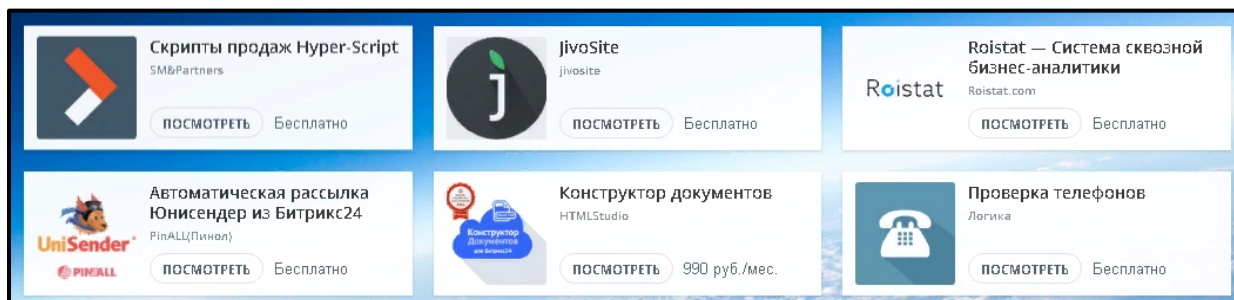 Скрипты продаж Hyper-Script
SM&Partners
ПОСМОТРЕТЬ Бесплатно
j
JivoSite
jivosite
ПОСМОТРЕТЬ Бесплатно
Roistat
Roistat — Система сквозной
бизнес-аналитики
Roistat.com
ПОСМОТРЕТЬ Бесплатно
UniSender
PINALL
Автоматическая рассылка
Юнисендер из Битрикс24
PinALL(Пинол)
ПОСМОТРЕТЬ Бесплатно
Конструктор
Документов
для Битрикс24
Конструктор документов
HTMLStudio
ПОСМОТРЕТЬ 990 руб./мес.
Проверка телефонов
Логика
ПОСМОТРЕТЬ Бесплатно